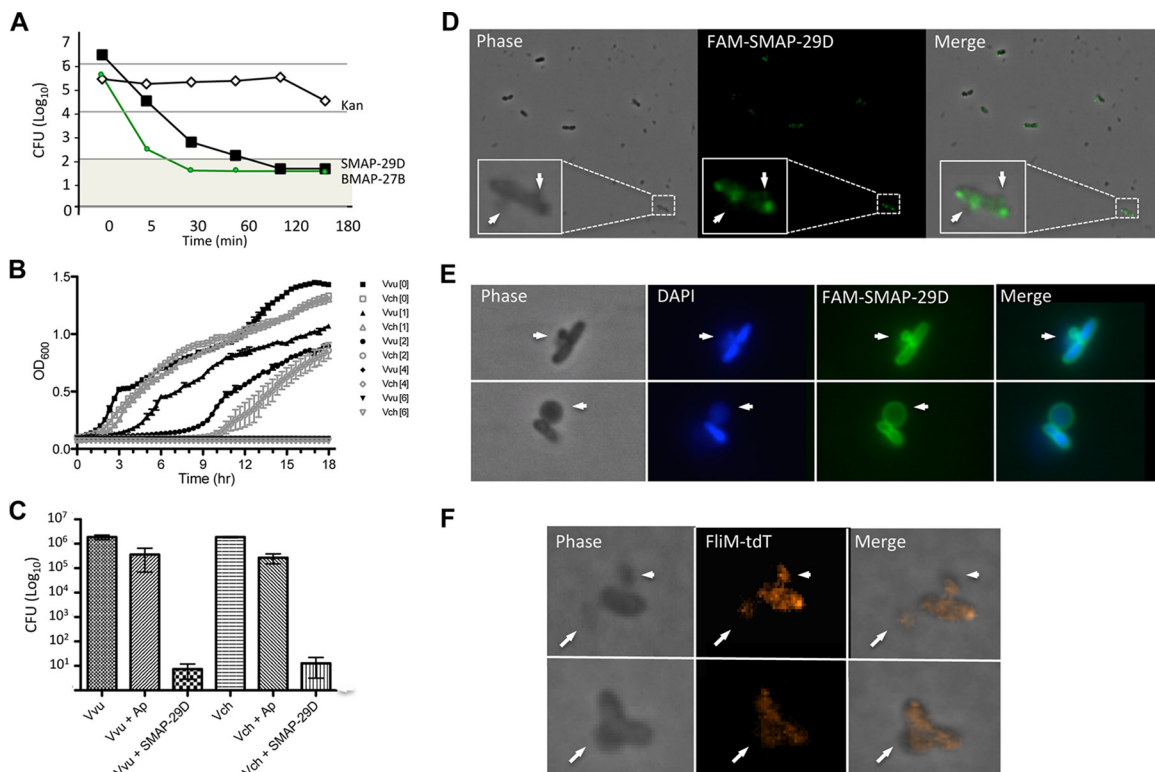 A
7
6
5
4
3
2
1
0
CFU (Log10)
Kan
SMAP-29D
BMAP-27B
0 5 30 60 120 180
Time (min)
B
1.5
1.0
0.5
0.0
OD600
3 6 9 12 15 18
Time (hr)
Vvu [0]
Vch [0]
Vvu [1]
Vch [1]
Vvu [2]
Vch [2]
Vvu [4]
Vch [4]
Vvu [6]
Vch [6]
C
10^7
10^6
10^5
10^4
10^3
10^2
10^1
CFU (Log10)
Vvu
Vvu + Ap
Vvu + SMAP-29D
Vch
Vch + Ap
Vch + SMAP-29D
D
Phase FAM-SMAP-29D Merge
E
Phase DAPI FAM-SMAP-29D Merge
F
Phase FliM-tdT Merge